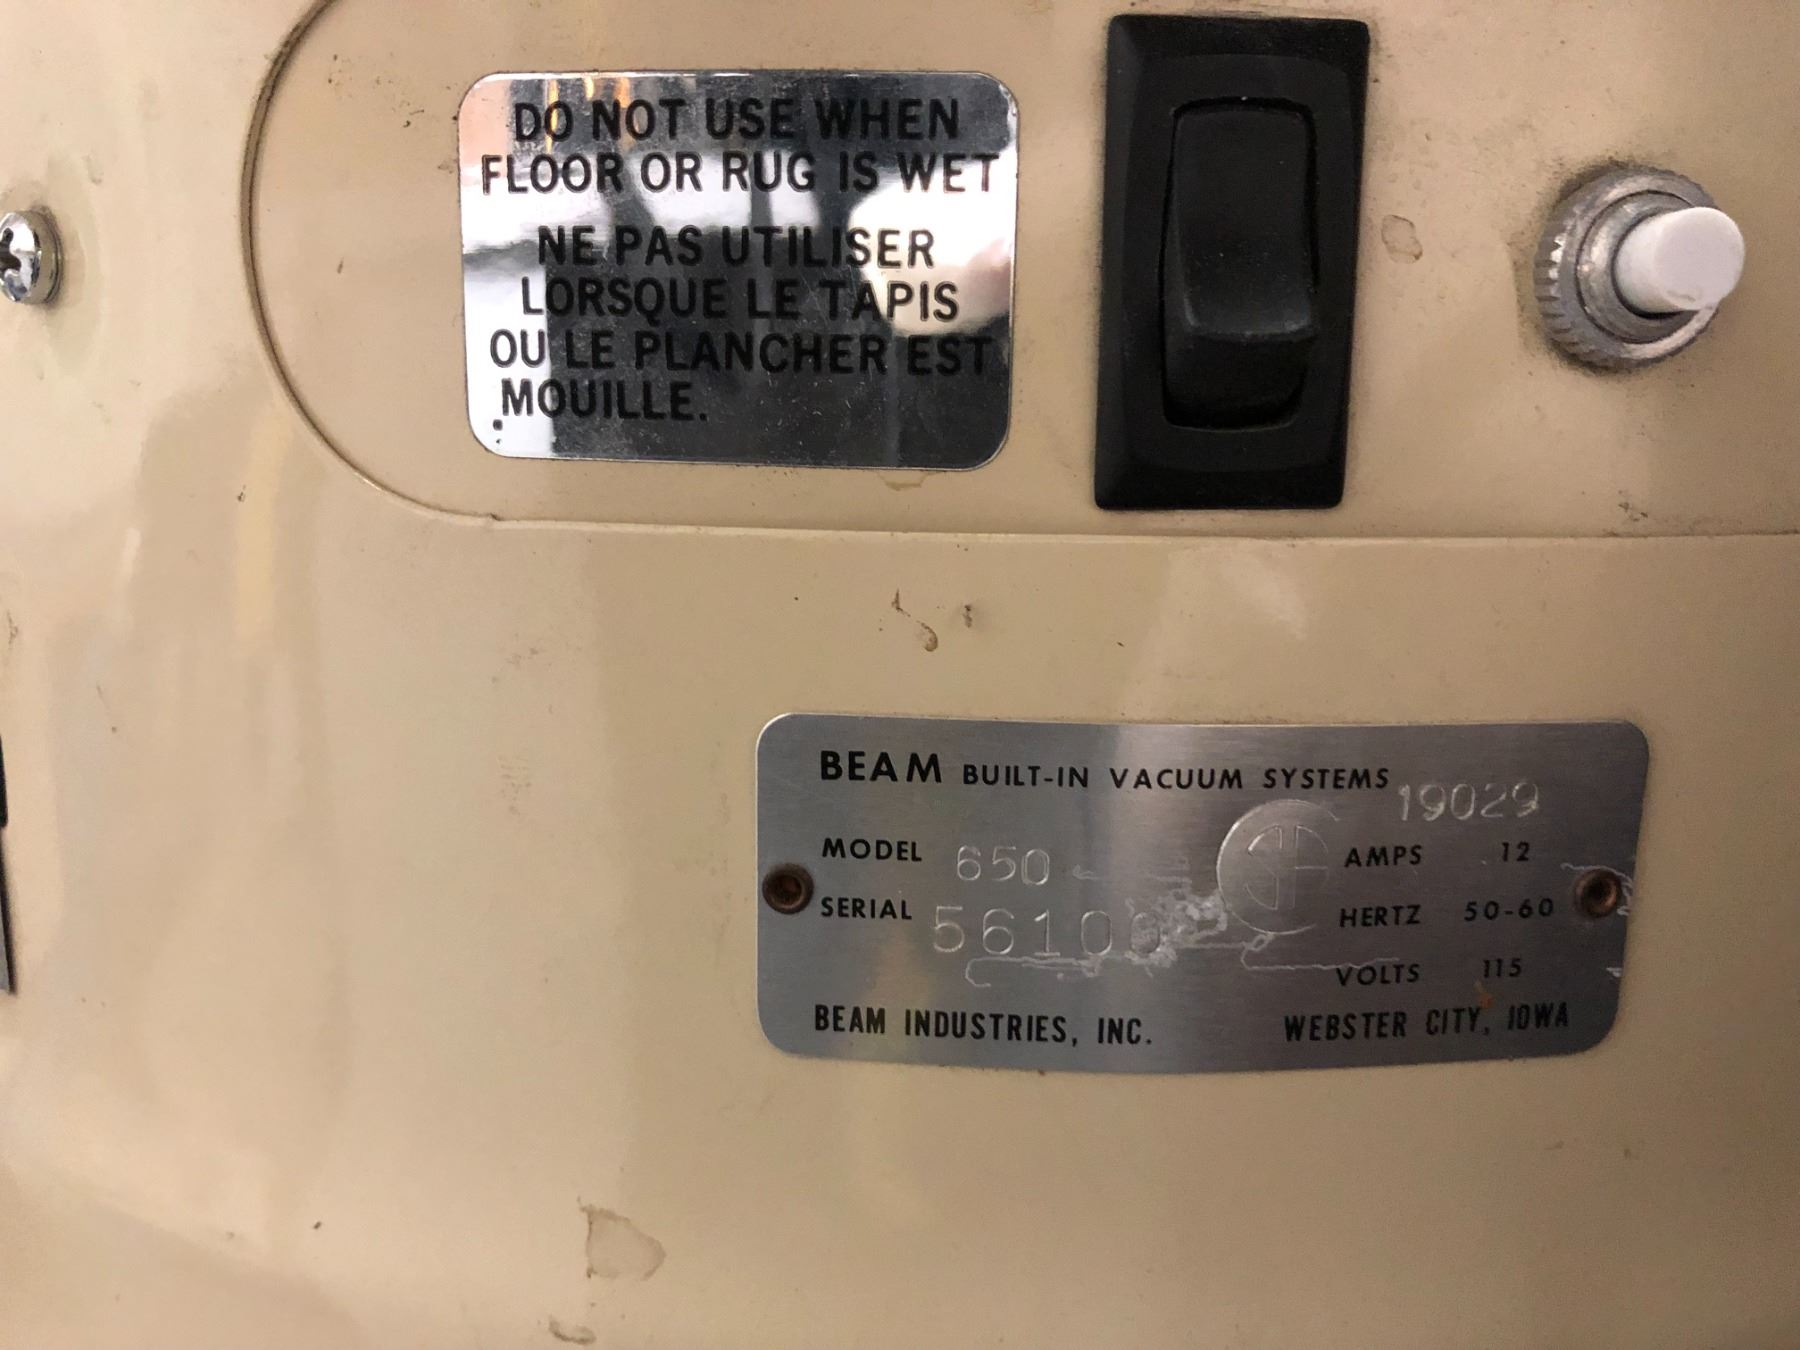 DO NOT USE WHEN
FLOOR OR RUG IS WET
NE PAS UTILISER
LORSQUE LE TAPIS
OU LE PLANCHER EST
MOUILLE.
BEAM BUILT-IN VACUUM SYSTEMS 19029
MODEL 650
AMPS 12
SERIAL
HERTZ 50-60
VOLTS 115
BEAM INDUSTRIES, INC. WEBSTER CITY, IOWA